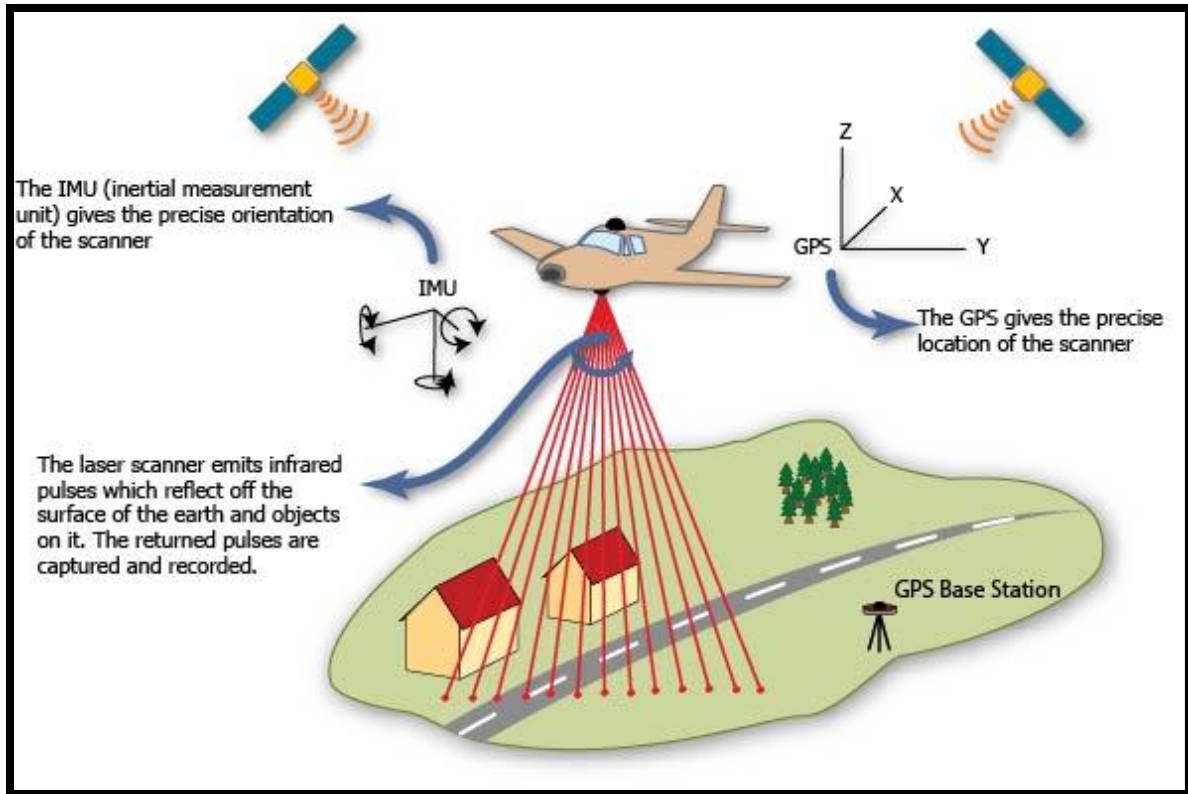 The IMU (inertial measurement
unit) gives the precise orientation
of the scanner
IMU
Z
X
GPS
Y
The GPS gives the precise
location of the scanner
The laser scanner emits infrared
pulses which reflect off the
surface of the earth and objects
on it. The returned pulses are
captured and recorded.
GPS Base Station